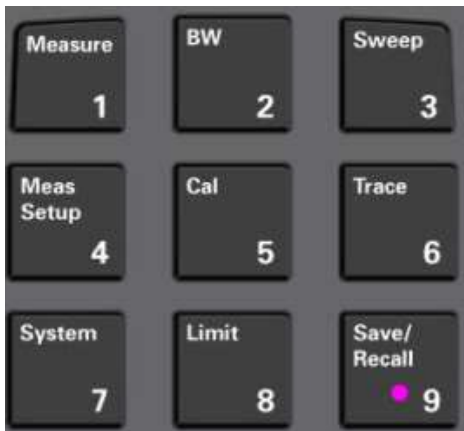 Measure
1
BW
2
Sweep
3
Meas
Setup
4
Cal
5
Trace
6
System
7
Limit
8
Save/
Recall
9